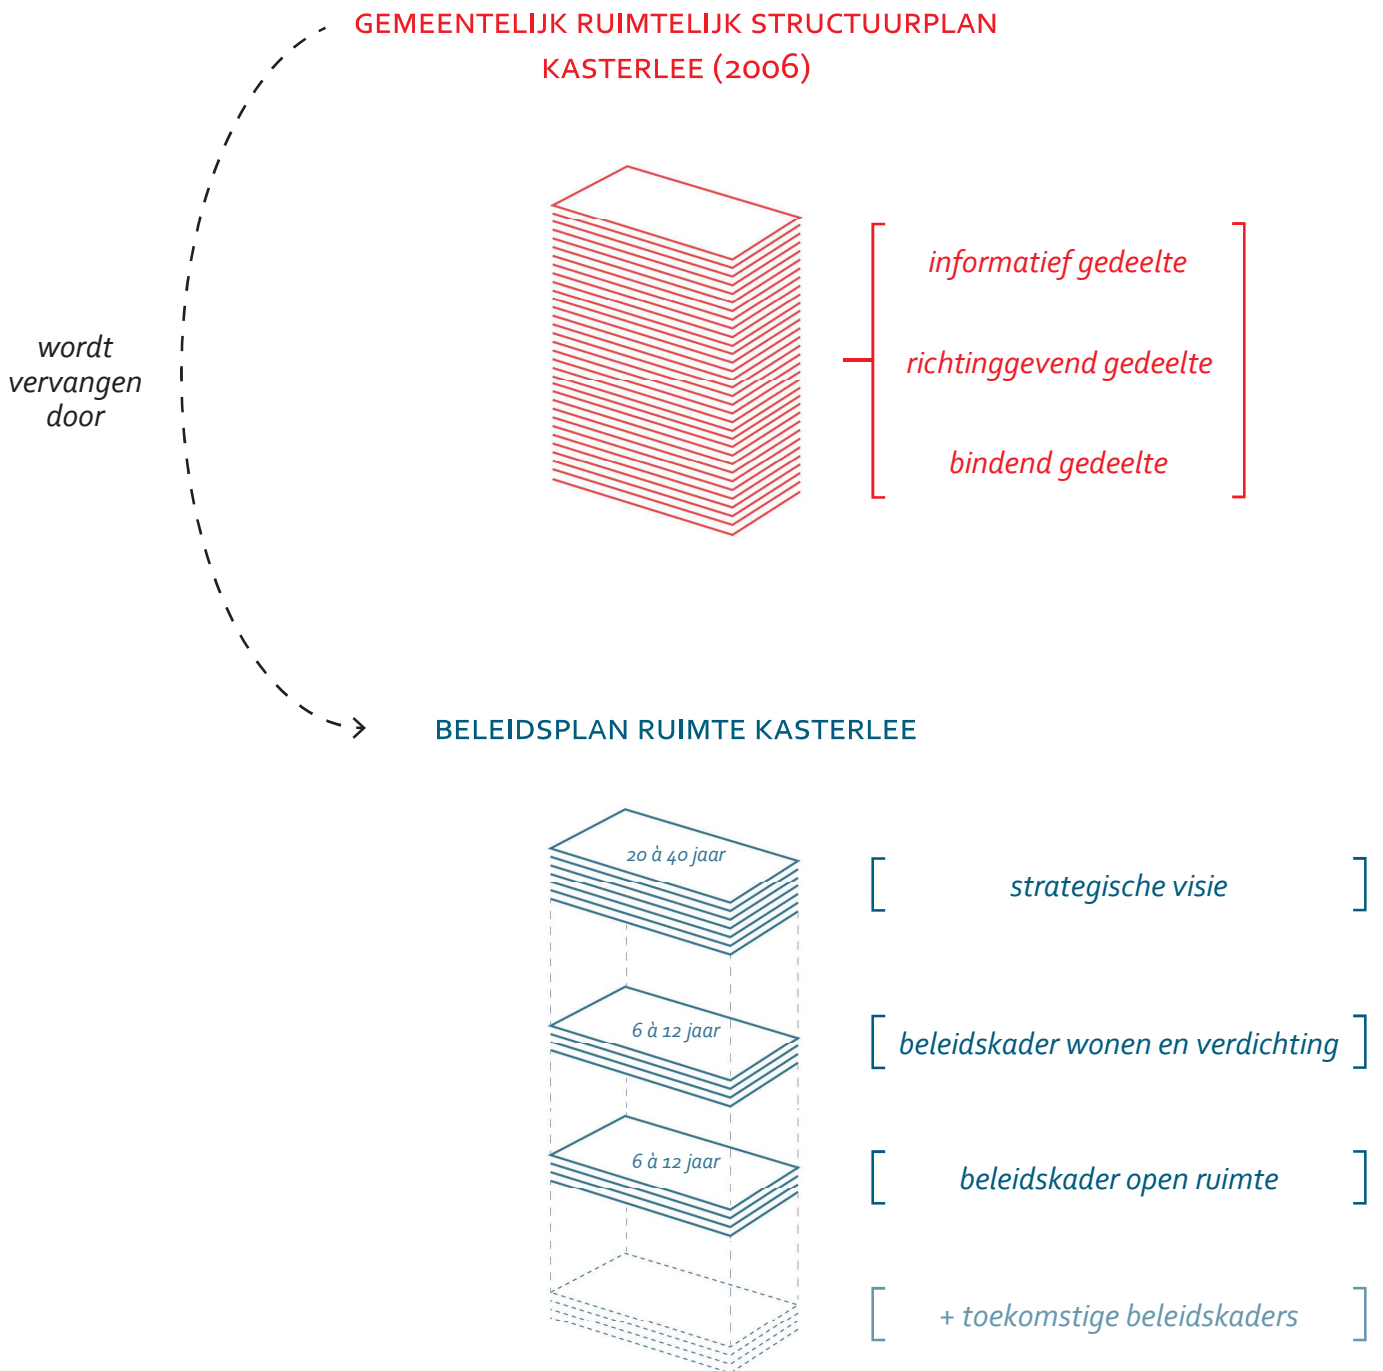 GEMEENTELIJK RUIMTELIJK STRUCTUURPLAN
KASTERLEE (2006)
informatief gedeelte
richtinggevend gedeelte
bindend gedeelte
wordt
vervangen
door
BELEIDSPLAN RUIMTE KASTERLEE
20 à 40 jaar
strategische visie
6 à 12 jaar
beleidskader wonen en verdichting
6 à 12 jaar
beleidskader open ruimte
+ toekomstige beleidskaders